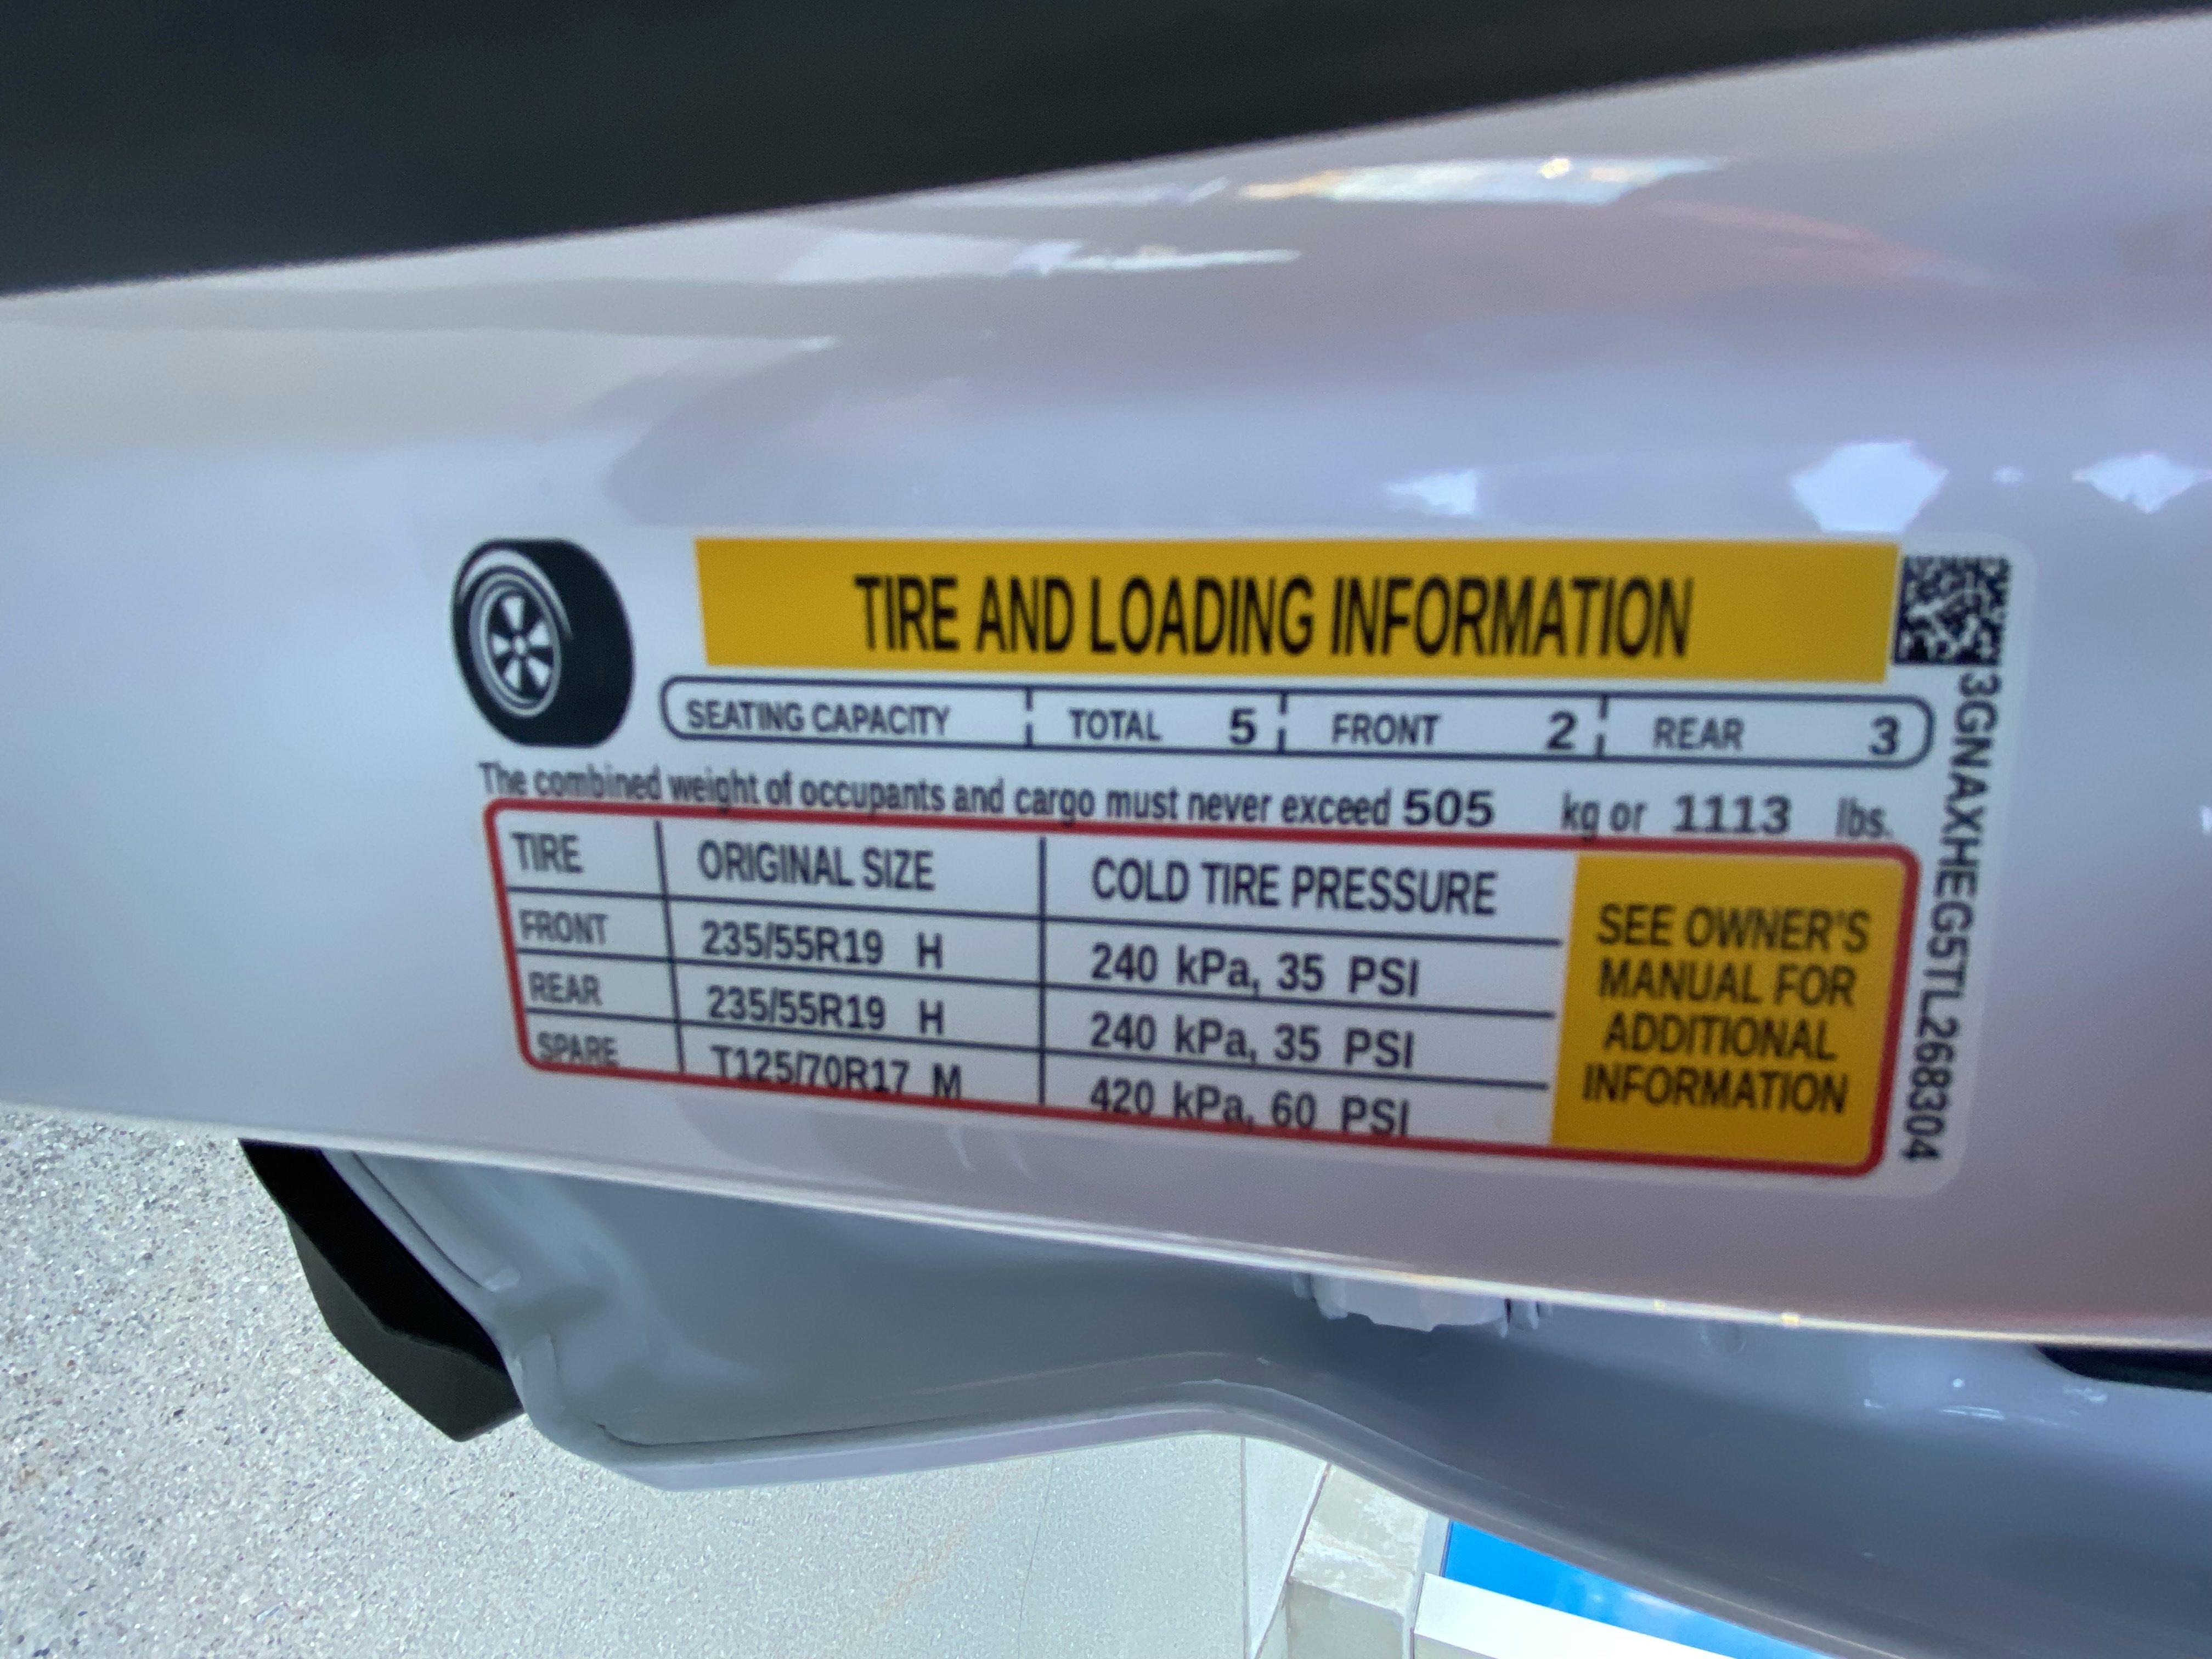 TIRE AND LOADING INFORMATION
SEATING CAPACITY TOTAL 5 FRONT 2 REAR 3
The combined weight of occupants and cargo must never exceed 505 kg or 1113 lbs.
TIRE ORIGINAL SIZE COLD TIRE PRESSURE
FRONT 235/55R19 H 240 kPa, 35 PSI
REAR 235/55R19 H 240 kPa, 35 PSI
SPARE T125/70R17 M 420 kPa, 60 PSI
SEE OWNER'S
MANUAL FOR
ADDITIONAL
INFORMATION
3GNAXHEG5TL268304